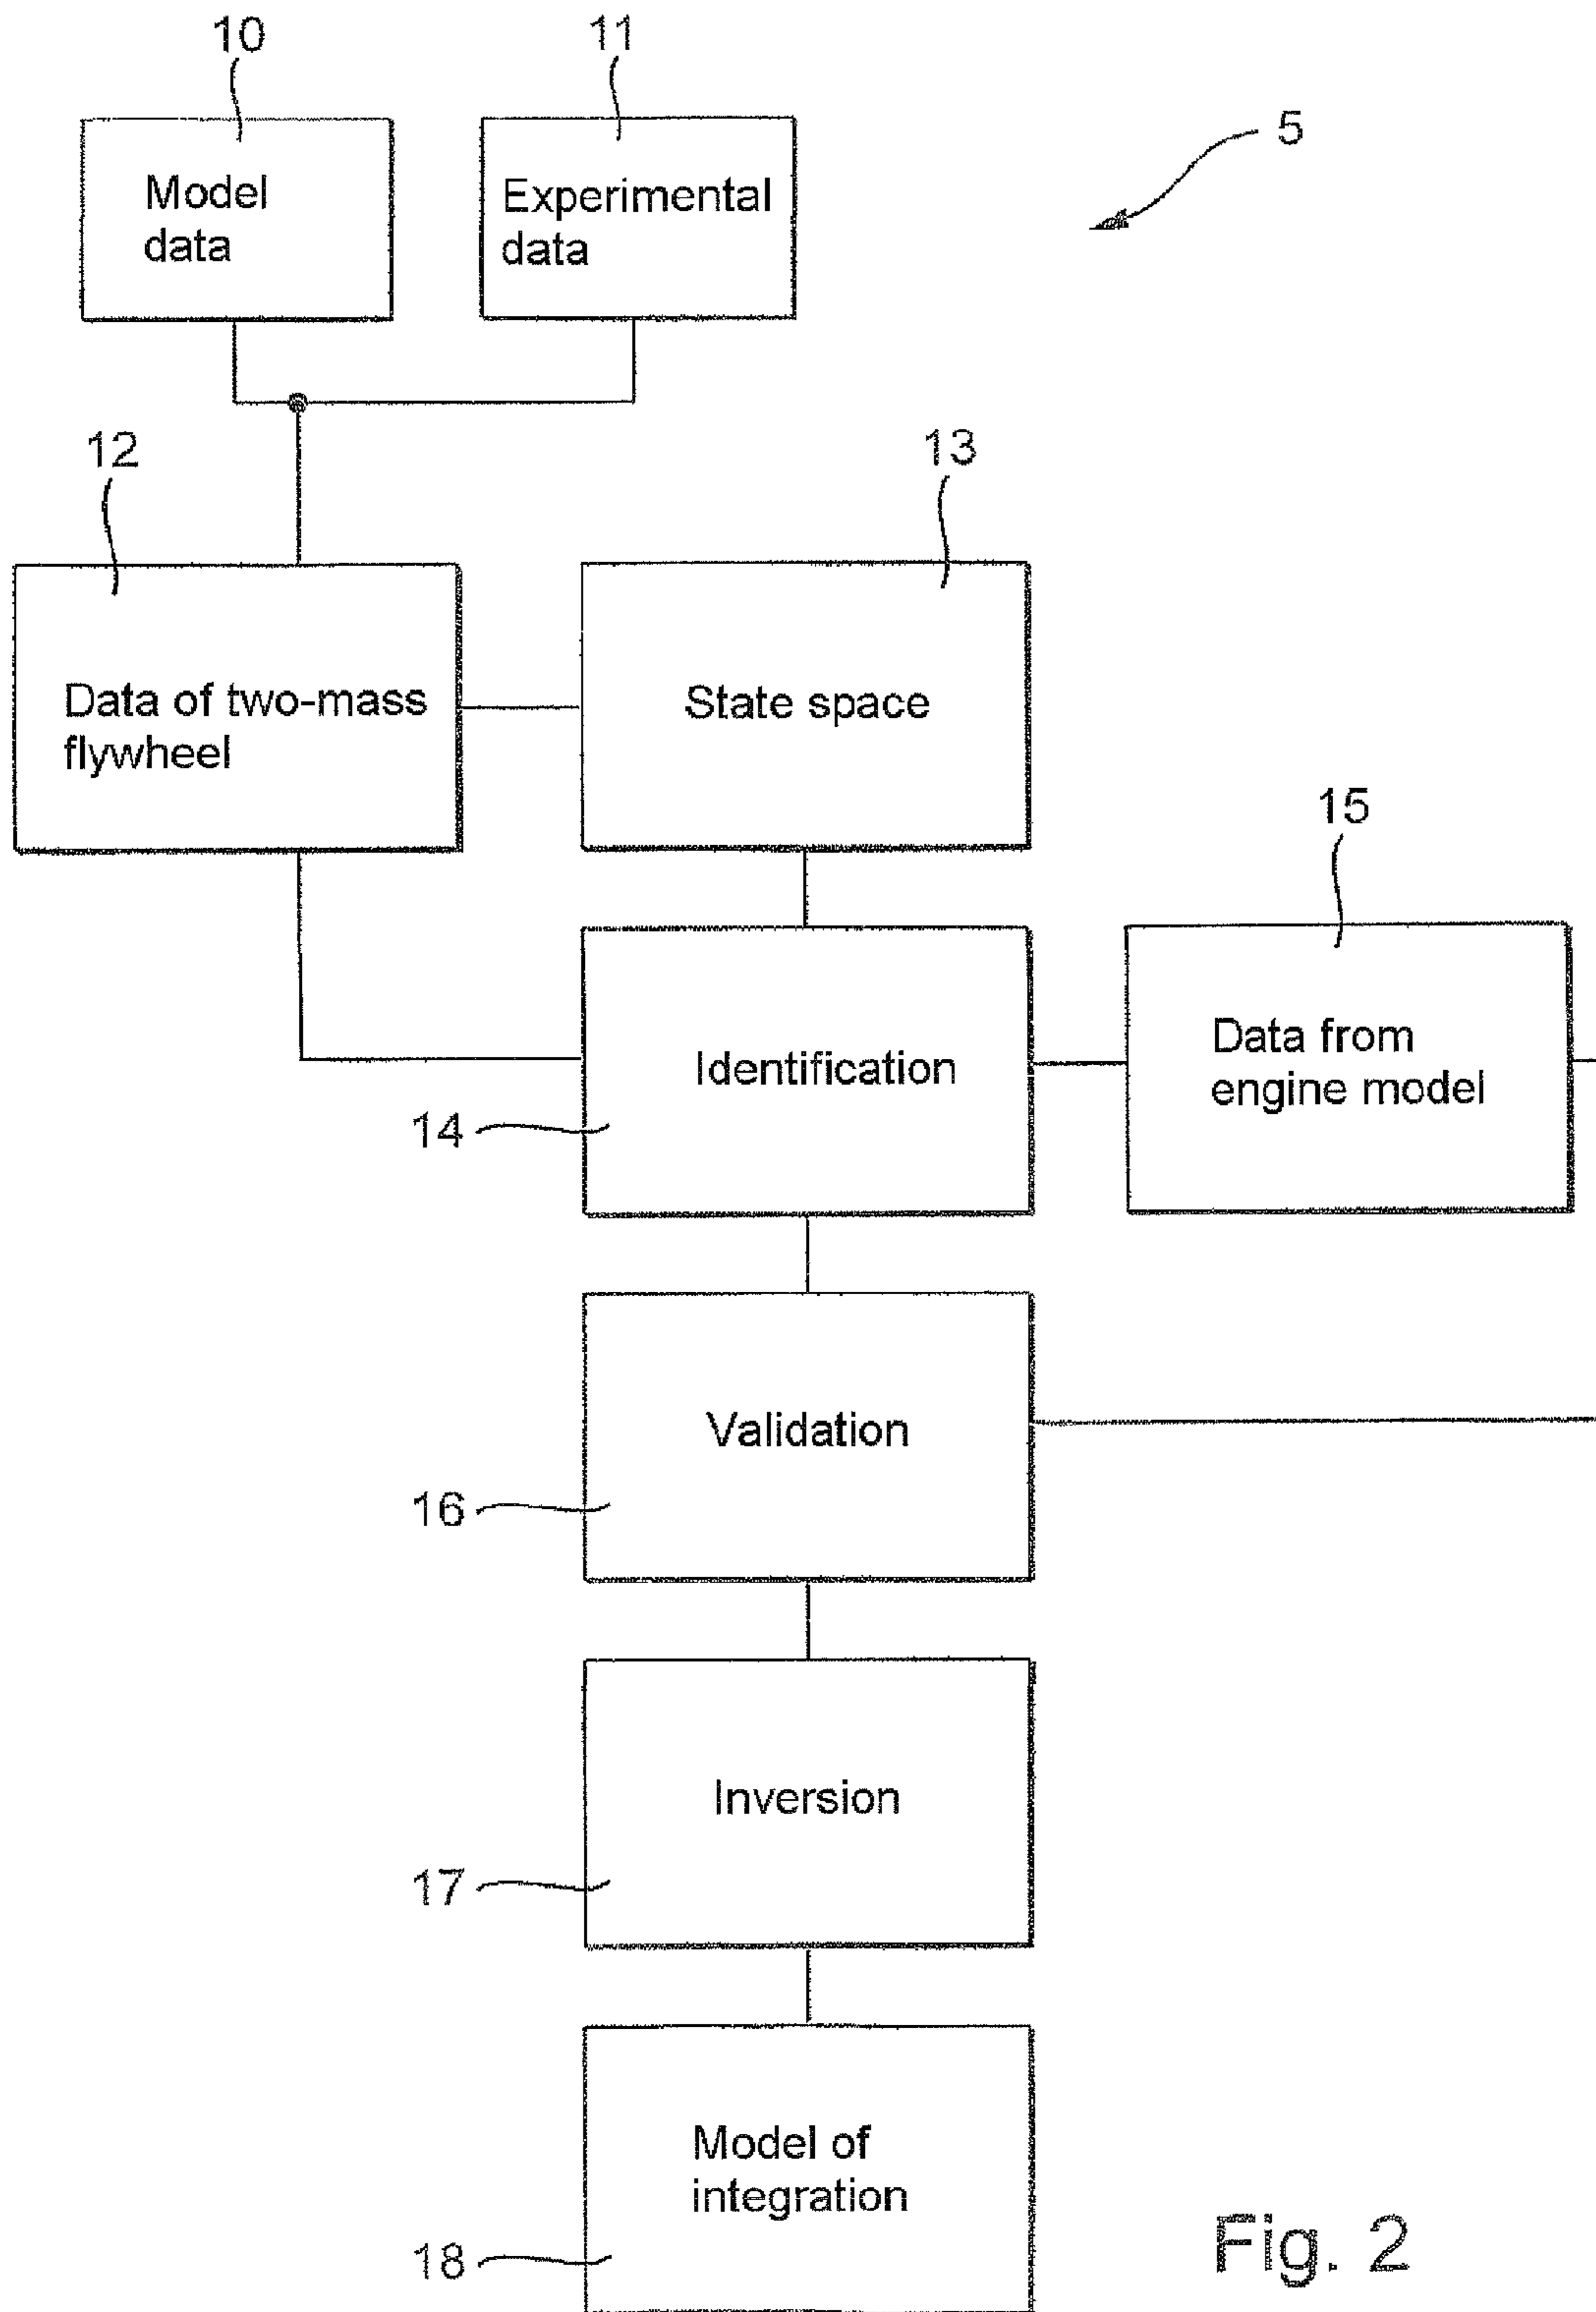 10
11
5
Model
data
Experimental
data
12
13
Data of two-mass
flywheel
State space
15
Identification
Data from
engine model
14
Validation
16
Inversion
17
Model of
integration
18
Fig. 2